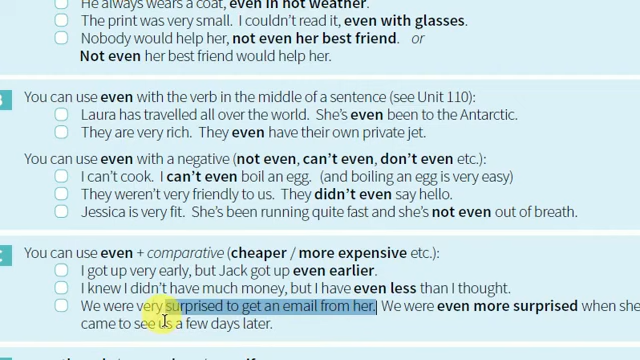 He always wears a coat, even in hot weather.
The print was very small. I couldn't read it, even with glasses.
Nobody would help her, not even her best friend. or
Not even her best friend would help her.
You can use even with the verb in the middle of a sentence (see Unit 110):
Laura has travelled all over the world. She's even been to the Antarctic.
They are very rich. They even have their own private jet.
You can use even with a negative (not even, can't even, don't even etc.):
I can't cook. I can't even boil an egg. (and boiling an egg is very easy)
They weren't very friendly to us. They didn't even say hello.
Jessica is very fit. She's been running quite fast and she's not even out of breath.
C
You can use even + comparative (cheaper / more expensive etc.):
I got up very early, but Jack got up even earlier.
I knew I didn't have much money, but I have even less than I thought.
We were very surprised to get an email from her. We were even more surprised when she
came to see us a few days later.